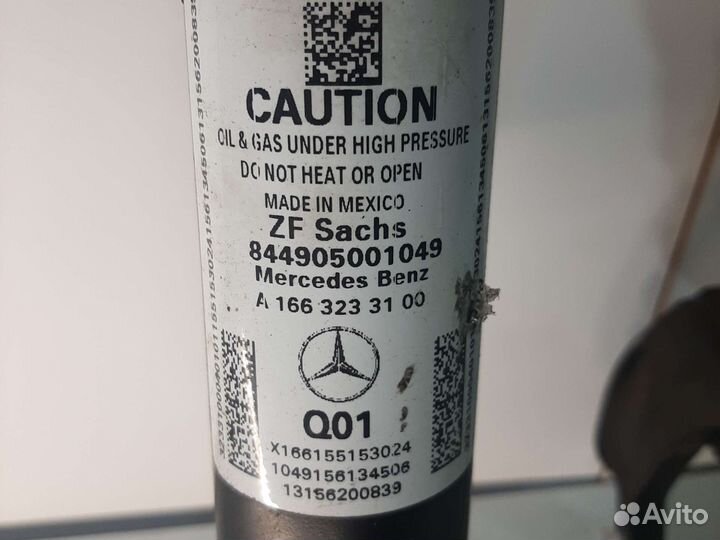 CAUTION
OIL & GAS UNDER HIGH PRESSURE
DO NOT HEAT OR OPEN
MADE IN MEXICO
ZF Sachs
844905001049
Mercedes Benz
A 166 323 31 00
Q01
X166155153024
1049156134506
13156200839
Avito